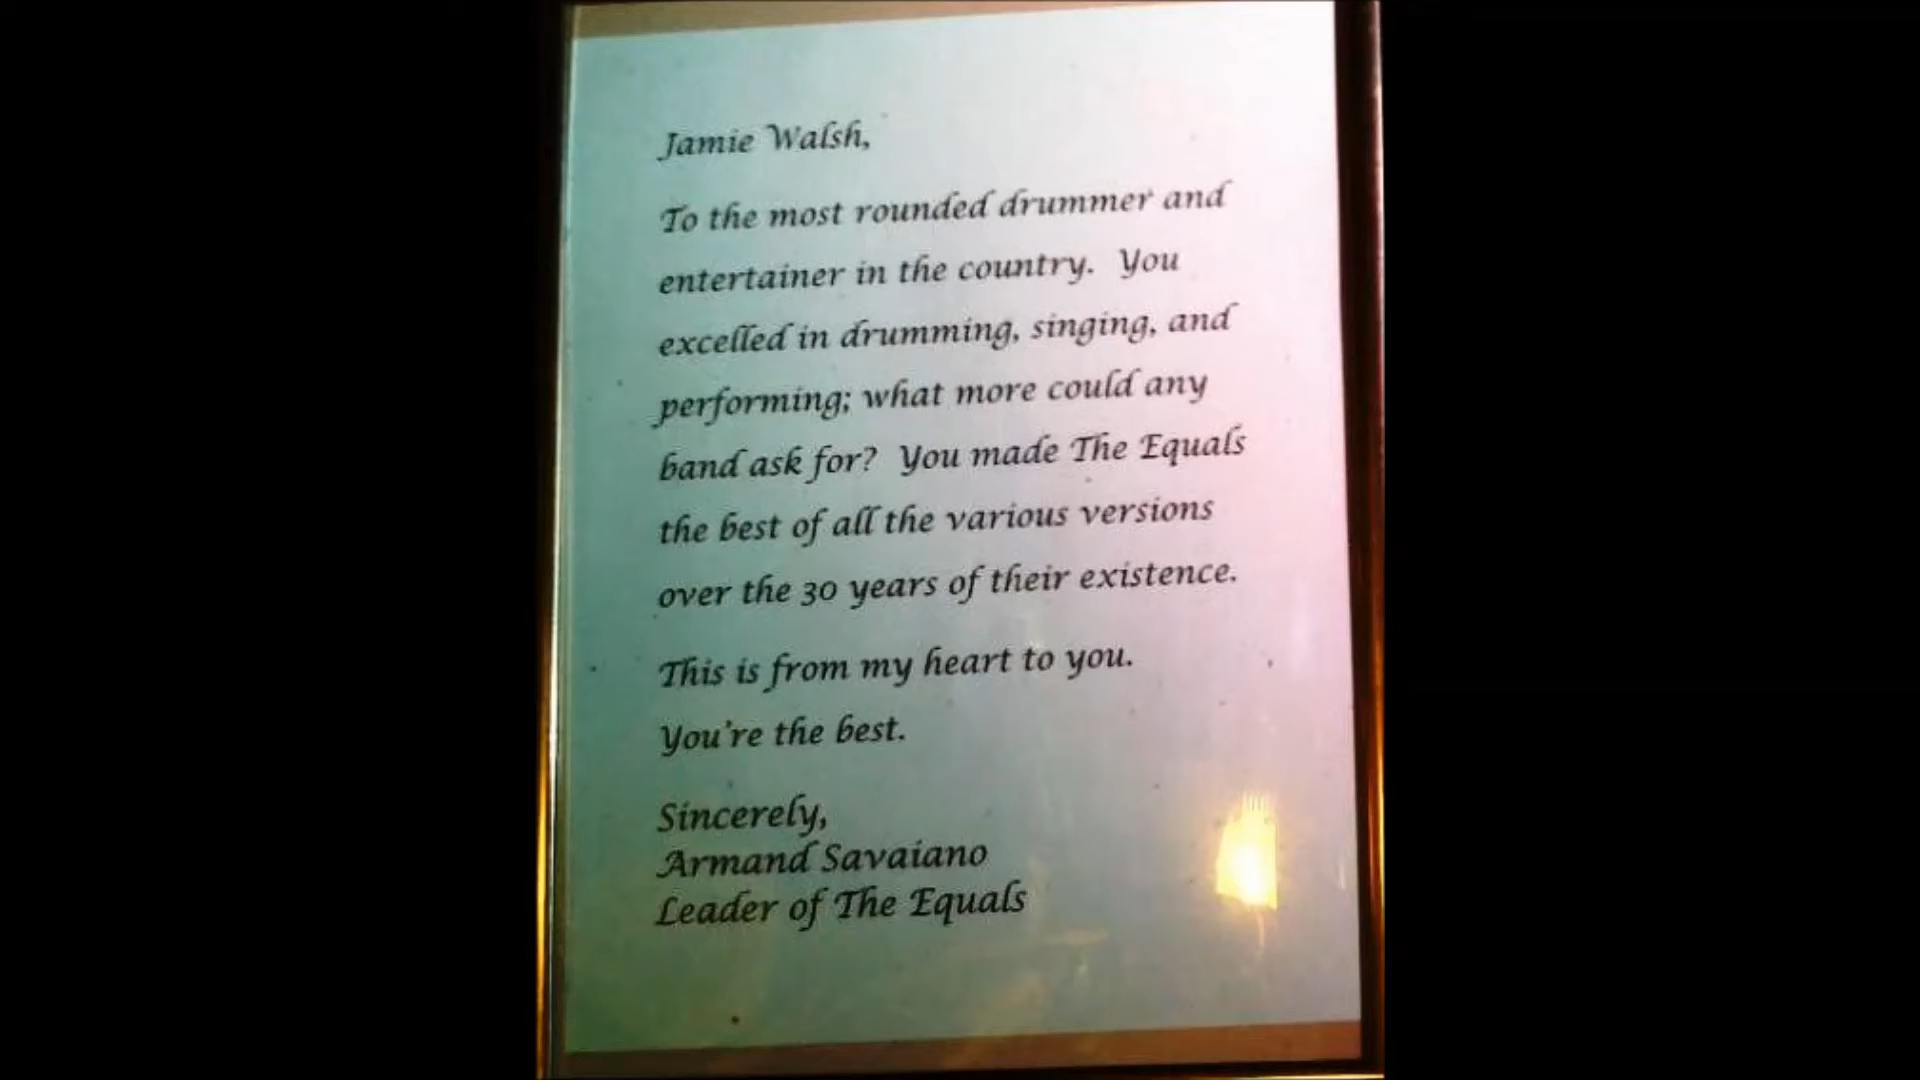 Jamie Walsh,
To the most rounded drummer and
entertainer in the country.  You
excelled in drumming, singing, and
performing; what more could any
band ask for?  You made The Equals
the best of all the various versions
over the 30 years of their existence.
This is from my heart to you.
You're the best.
Sincerely,
Armand Savaiano
Leader of The Equals